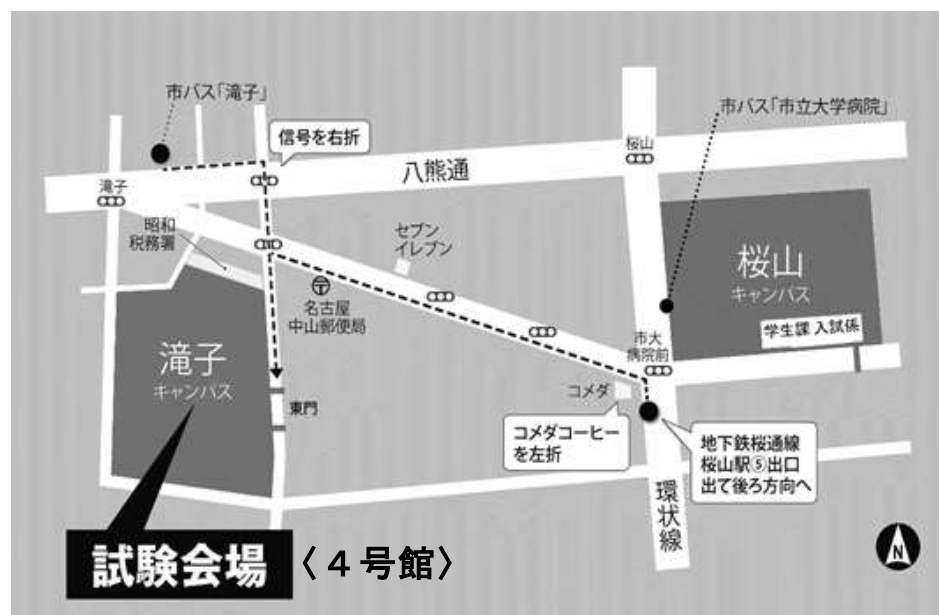 市バス「滝子」
市バス「市立大学病院」
信号を右折
桜山
八熊通
滝子
昭和
税務署
セブン
イレブン
桜山
キャンパス
名古屋
中山郵便局
学生課 入試係
市大
病院前
滝子
キャンパス
コメダ
東門
コメダコーヒー
を左折
地下鉄桜通線
桜山駅⑤出口
出て後ろ方向へ
環状線
試験会場〈4号館〉
N